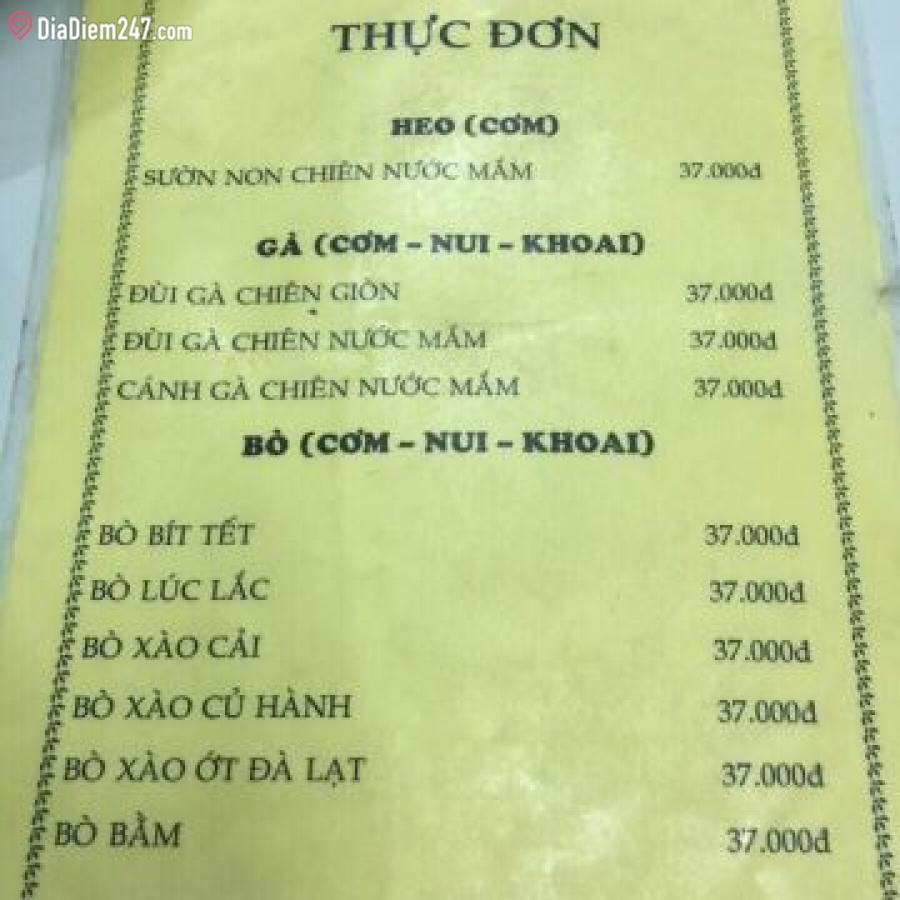 DiaDiem247.com
THỰC ĐƠN
HEO (CƠM)
SƯỜN NON CHIÊN NƯỚC MẮM 37.000đ
GÀ (CƠM - NUI - KHOAI)
ĐÙI GÀ CHIÊN GIÒN 37.000đ
ĐÙI GÀ CHIÊN NƯỚC MẮM 37.000đ
CÁNH GÀ CHIÊN NƯỚC MẮM 37.000đ
BÒ (CƠM - NUI - KHOAI)
BÒ BÍT TẾT 37.000đ
BÒ LÚC LẮC 37.000đ
BÒ XÀO CẢI 37.000đ
BÒ XÀO CỦ HÀNH 37.000đ
BÒ XÀO ỚT ĐÀ LẠT 37.000đ
BÒ BẰM 37.000đ